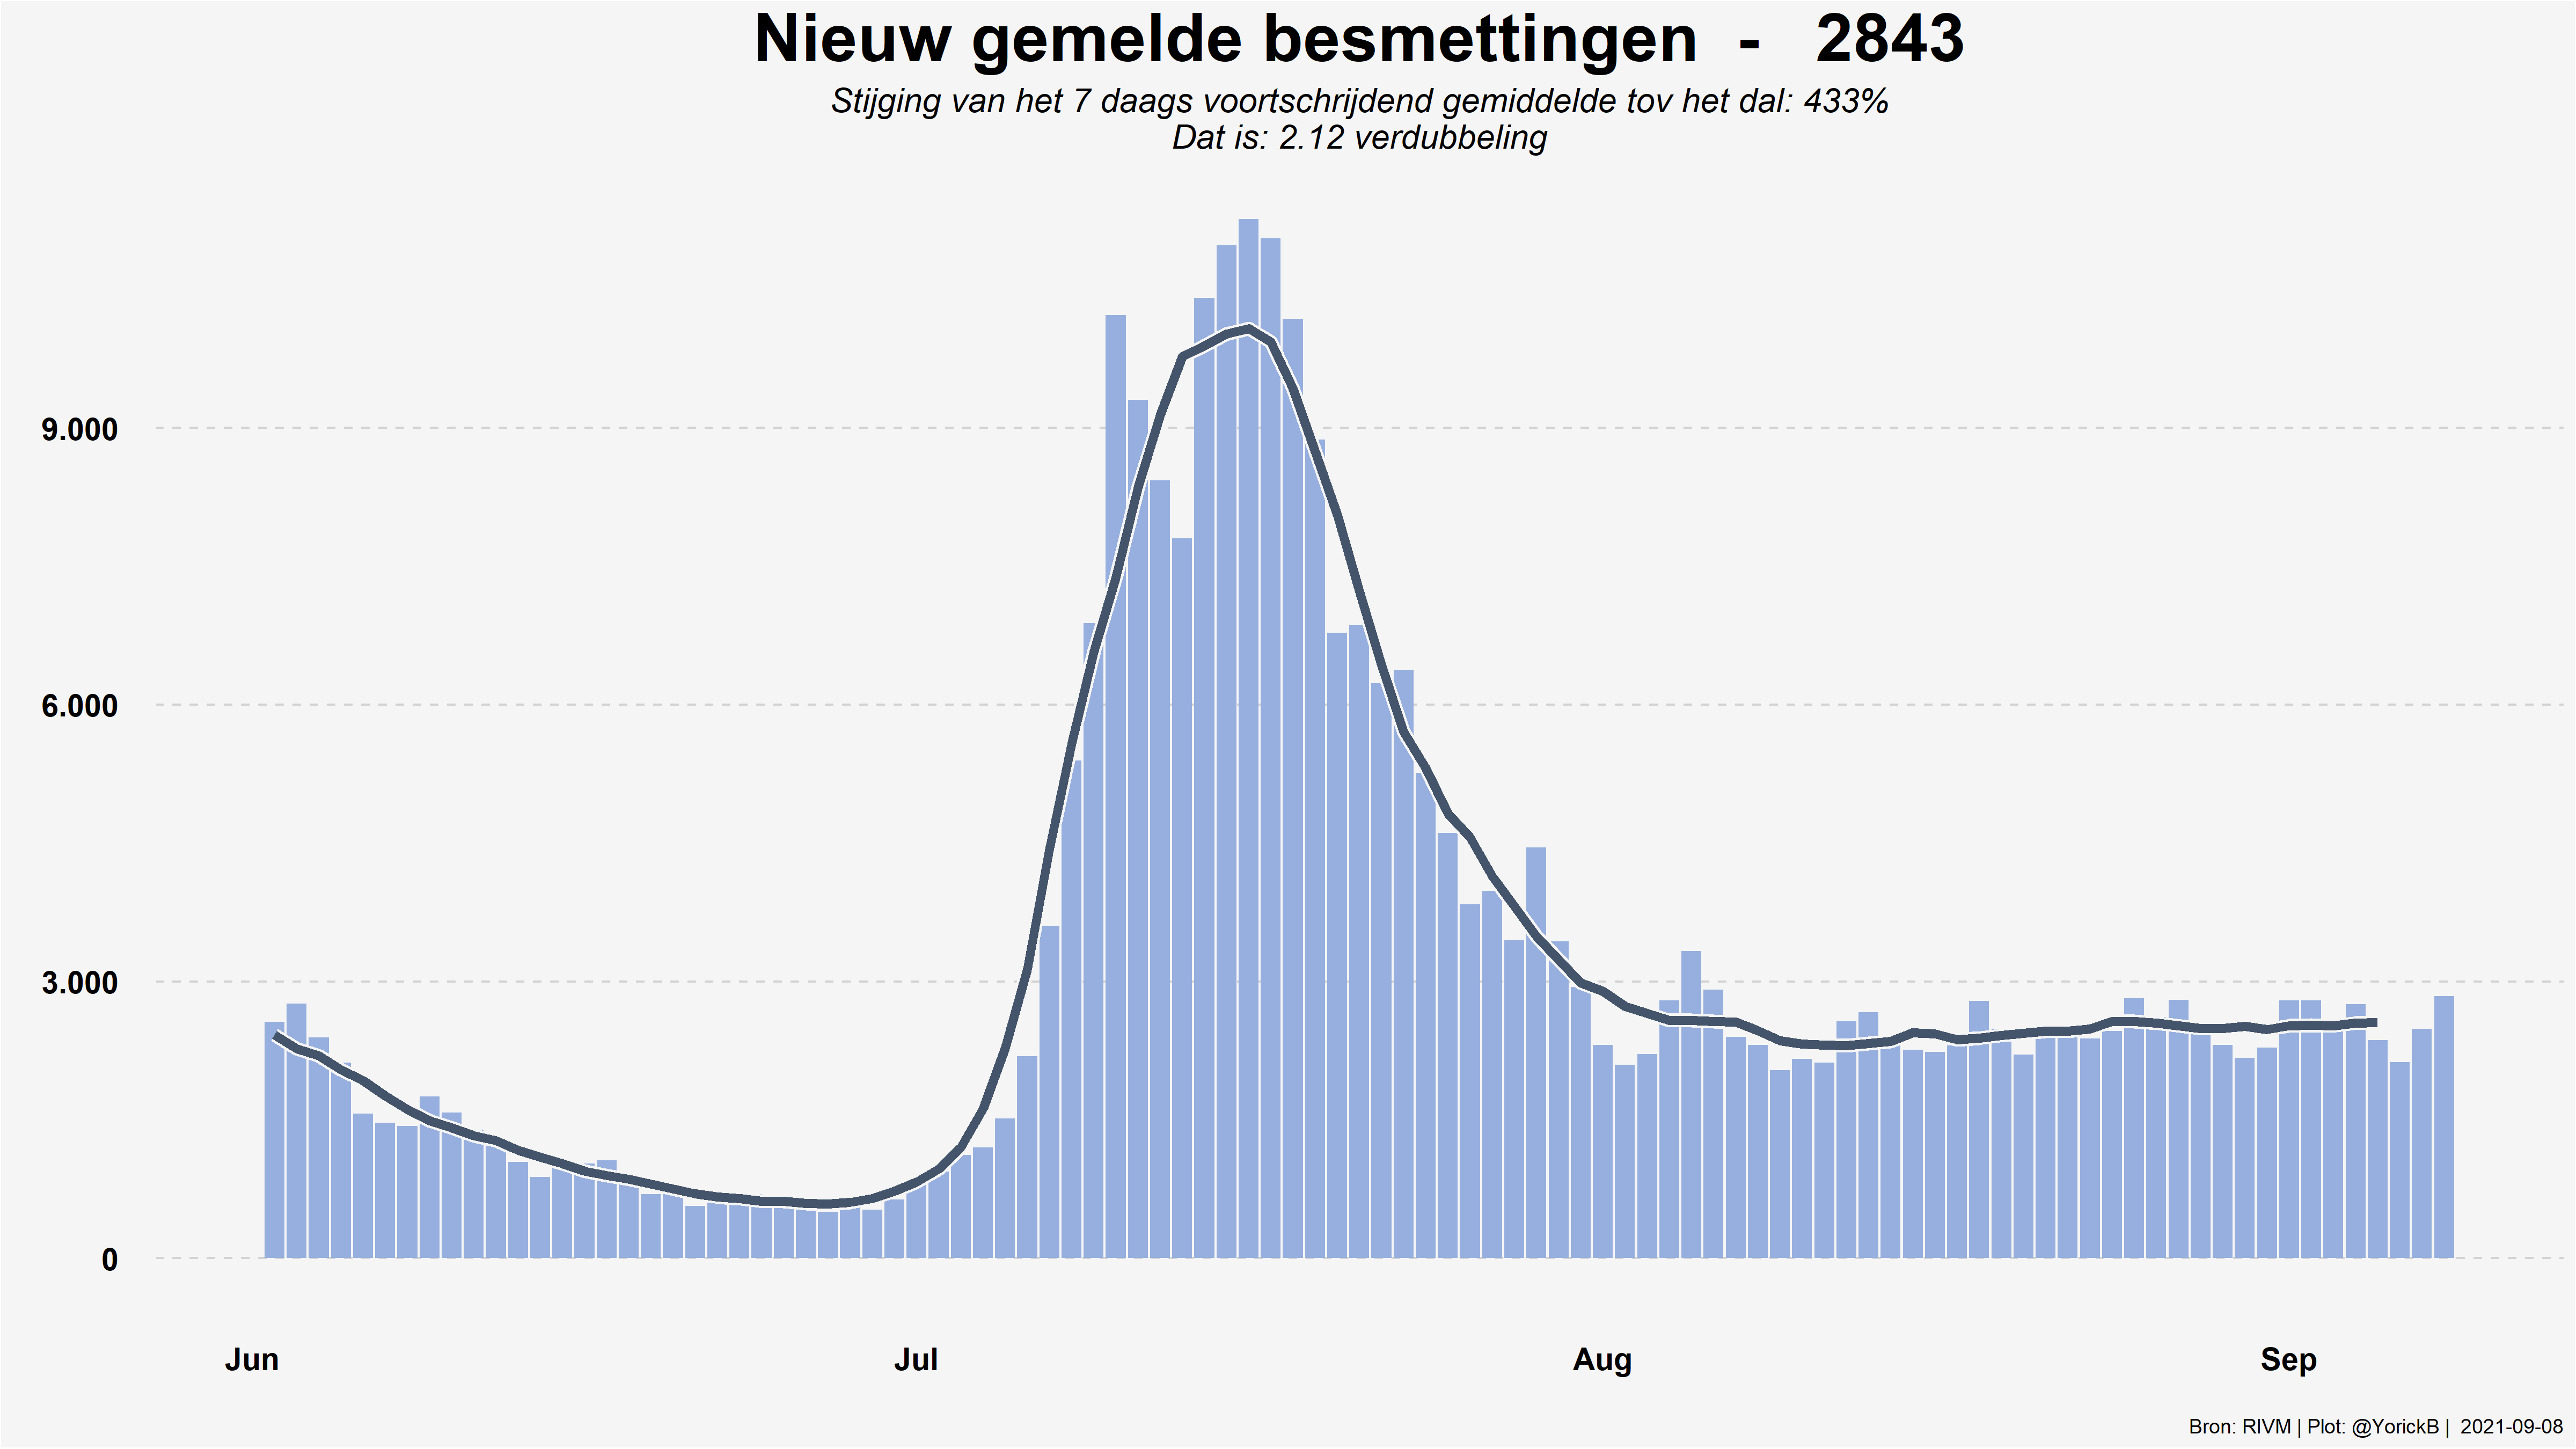 Nieuw gemelde besmettingen - 2843
Stijging van het 7 daags voortschrijdend gemiddelde tov het dal: 433%
Dat is: 2.12 verdubbeling
9.000
6.000
3.000
0
Jun Jul Aug Sep
Bron: RIVM | Plot: @YorickB | 2021-09-08